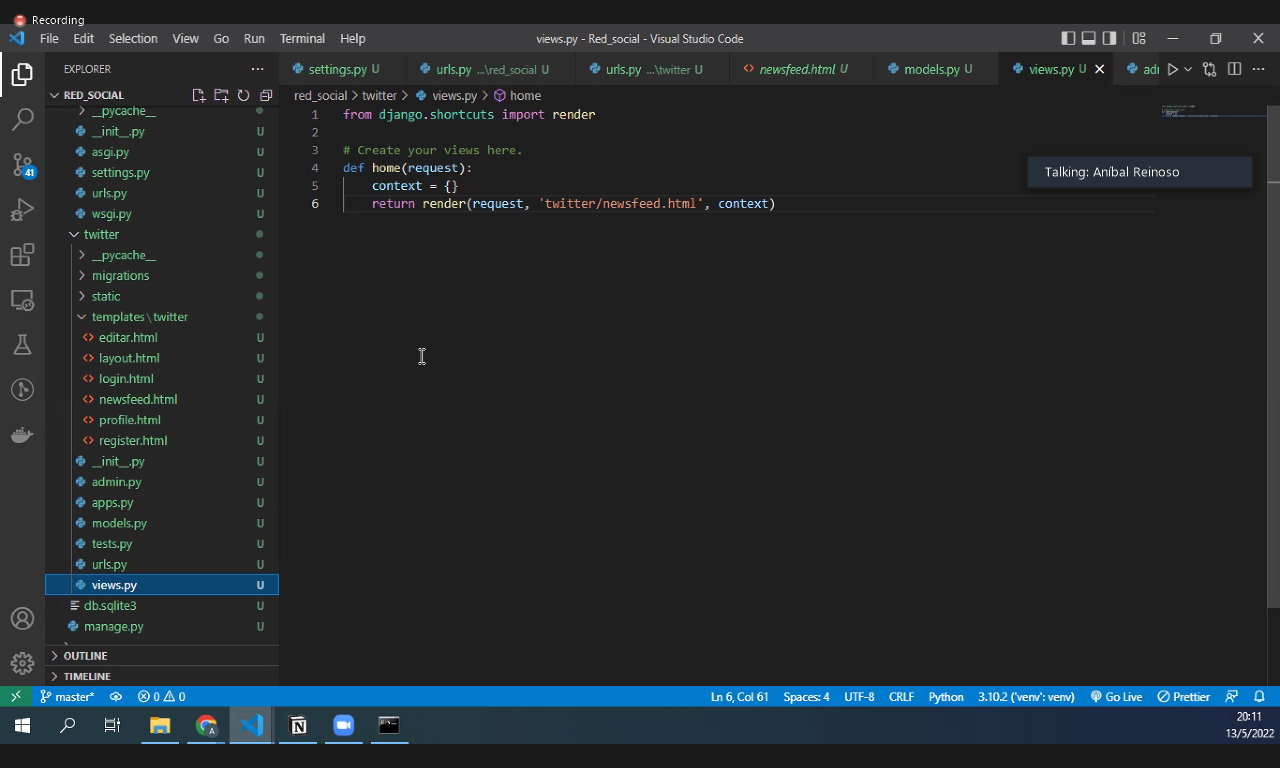 Recording
File Edit Selection View Go Run Terminal Help
views.py - Red_social - Visual Studio Code
EXPLORER
settings.py U
urls.py ...\red_social U
urls.py ...\twitter U
newsfeed.html U
models.py U
views.py U
RED_SOCIAL
red_social > twitter > views.py > home
__pycache__
__init__.py U
asgi.py U
settings.py U
urls.py U
wsgi.py U
twitter
__pycache__
migrations
static
templates\twitter
editar.html U
layout.html U
login.html U
newsfeed.html U
profile.html U
register.html U
__init__.py U
admin.py U
apps.py U
models.py U
tests.py U
urls.py U
views.py U
db.sqlite3 U
manage.py U
OUTLINE
TIMELINE
41
1 from django.shortcuts import render
2
3 # Create your views here.
4 def home(request):
5 context = {}
6 return render(request, 'twitter/newsfeed.html', context)
Talking: Aníbal Reinoso
master* 0 0 Ln 6, Col 61 Spaces: 4 UTF-8 CRLF Python 3.10.2 ('venv': venv) Go Live Prettier
20:11
13/5/2022